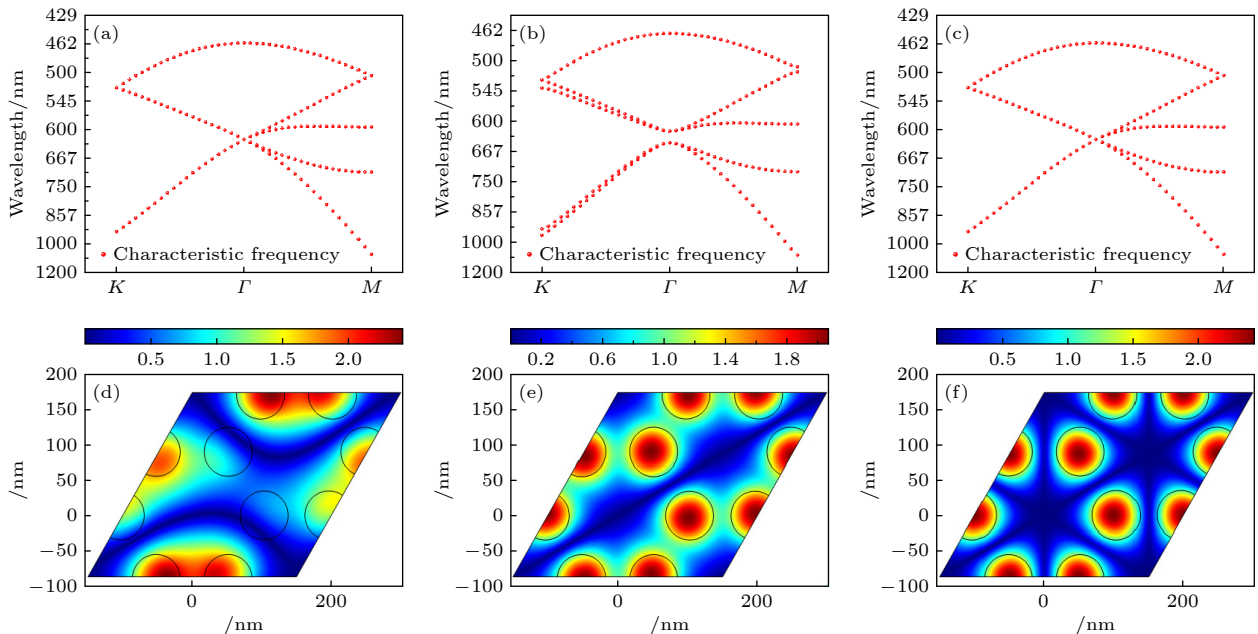 (a)
Wavelength/nm
429
462
500
545
600
667
750
857
1000
1200
Characteristic frequency
K Γ M
(b)
Wavelength/nm
462
500
545
600
667
750
857
1000
1200
Characteristic frequency
K Γ M
(c)
Wavelength/nm
429
462
500
545
600
667
750
857
1000
1200
Characteristic frequency
K Γ M
0.5 1.0 1.5 2.0
(d)
/nm
200
150
100
50
0
−50
−100
0 200
/nm
0.2 0.6 1.0 1.4 1.8
(e)
/nm
200
150
100
50
0
−50
−100
0 200
/nm
0.5 1.0 1.5 2.0
(f)
/nm
200
150
100
50
0
−50
−100
0 200
/nm